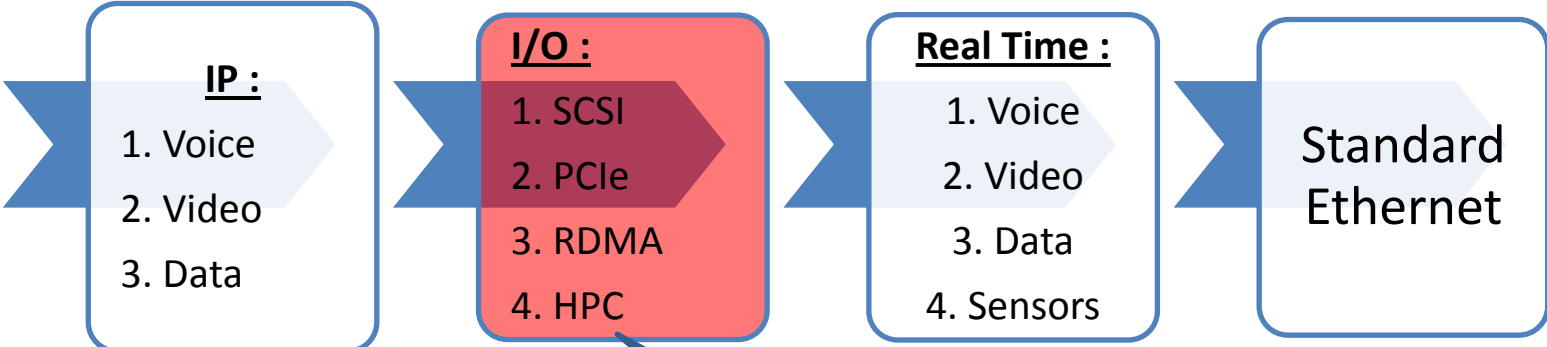 IP :
1. Voice
2. Video
3. Data
I/O :
1. SCSI
2. PCIe
3. RDMA
4. HPC
Real Time :
1. Voice
2. Video
3. Data
4. Sensors
Standard
Ethernet